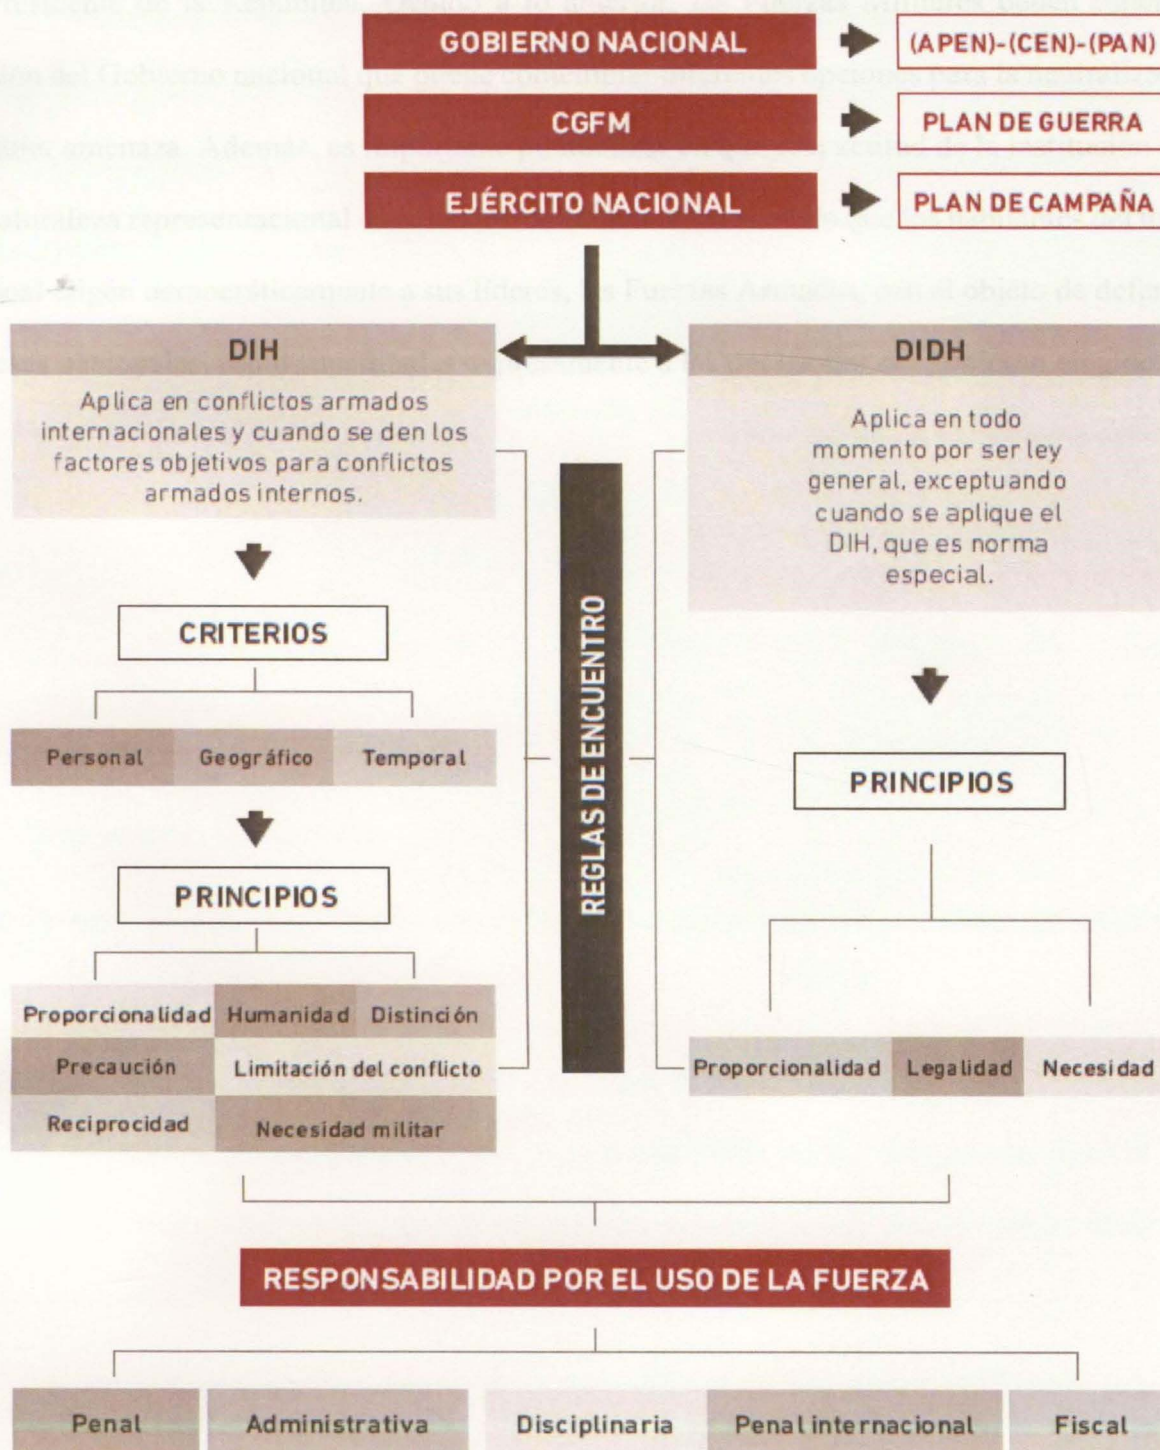 GOBIERNO NACIONAL
(APEN)-(CEN)-(PAN)
CGFM
PLAN DE GUERRA
EJÉRCITO NACIONAL
PLAN DE CAMPAÑA
DIH
Aplica en conflictos armados
internacionales y cuando se den los
factores objetivos para conflictos
armados internos.
DIDH
Aplica en todo
momento por ser ley
general, exceptuando
cuando se aplique el
DIH, que es norma
especial.
REGLAS DE ENCUENTRO
CRITERIOS
Personal
Geográfico
Temporal
PRINCIPIOS
Proporcionalidad
Humanidad
Distinción
Precaución
Limitación del conflicto
Reciprocidad
Necesidad militar
PRINCIPIOS
Proporcionalidad
Legalidad
Necesidad
RESPONSABILIDAD POR EL USO DE LA FUERZA
Penal
Administrativa
Disciplinaria
Penal internacional
Fiscal